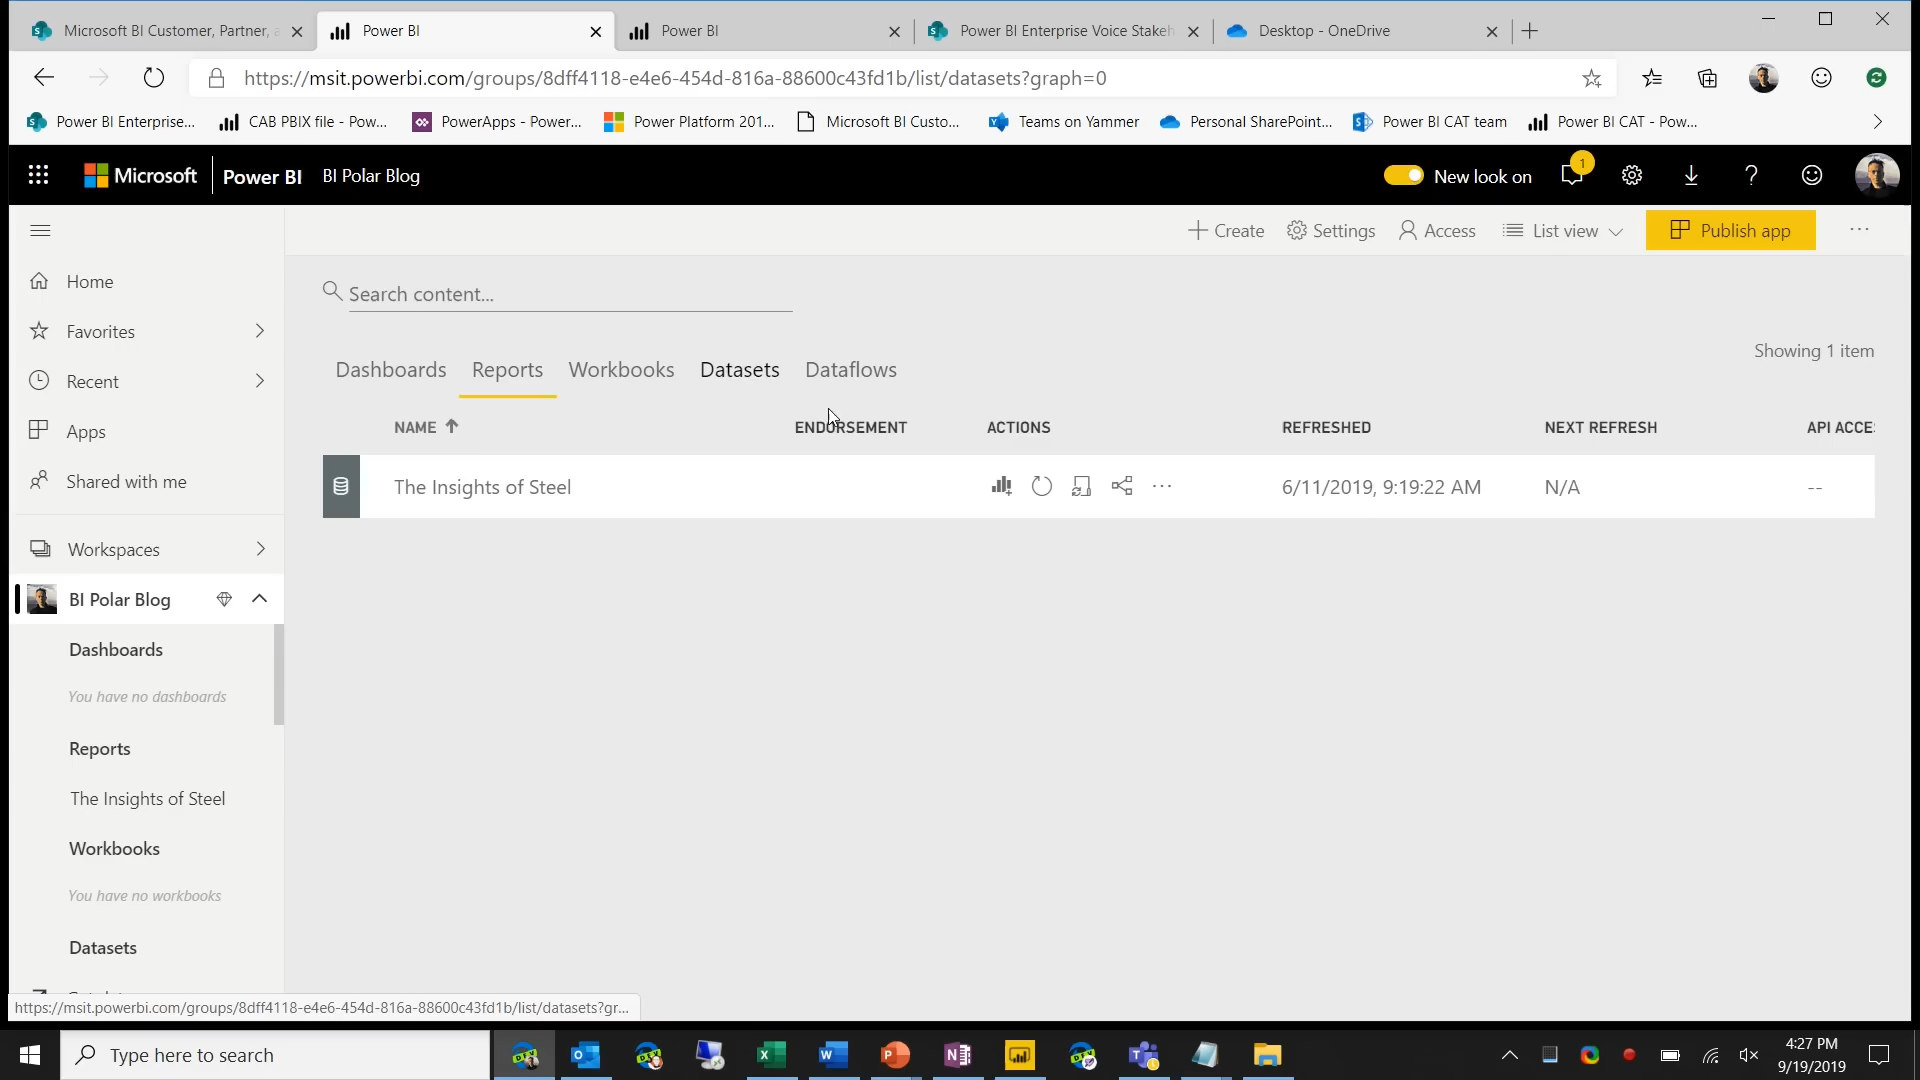 Microsoft BI Customer, Partner, a
Power BI
Power BI
Power BI Enterprise Voice Stakeh
Desktop - OneDrive
https://msit.powerbi.com/groups/8dff4118-e4e6-454d-816a-88600c43fd1b/list/datasets?graph=0
Power BI Enterprise...
CAB PBIX file - Pow...
PowerApps - Power...
Power Platform 201...
Microsoft BI Custo...
Teams on Yammer
Personal SharePoint...
Power BI CAT team
Power BI CAT - Pow...
Microsoft
Power BI
BI Polar Blog
New look on
1
Create
Settings
Access
List view
Publish app
Home
Favorites
Recent
Apps
Shared with me
Workspaces
BI Polar Blog
Dashboards
You have no dashboards
Reports
The Insights of Steel
Workbooks
You have no workbooks
Datasets
Search content...
Showing 1 item
Dashboards
Reports
Workbooks
Datasets
Dataflows
NAME
ENDORSEMENT
ACTIONS
REFRESHED
NEXT REFRESH
API ACCE
The Insights of Steel
6/11/2019, 9:19:22 AM
N/A
--
https://msit.powerbi.com/groups/8dff4118-e4e6-454d-816a-88600c43fd1b/list/datasets?gr...
Type here to search
4:27 PM
9/19/2019